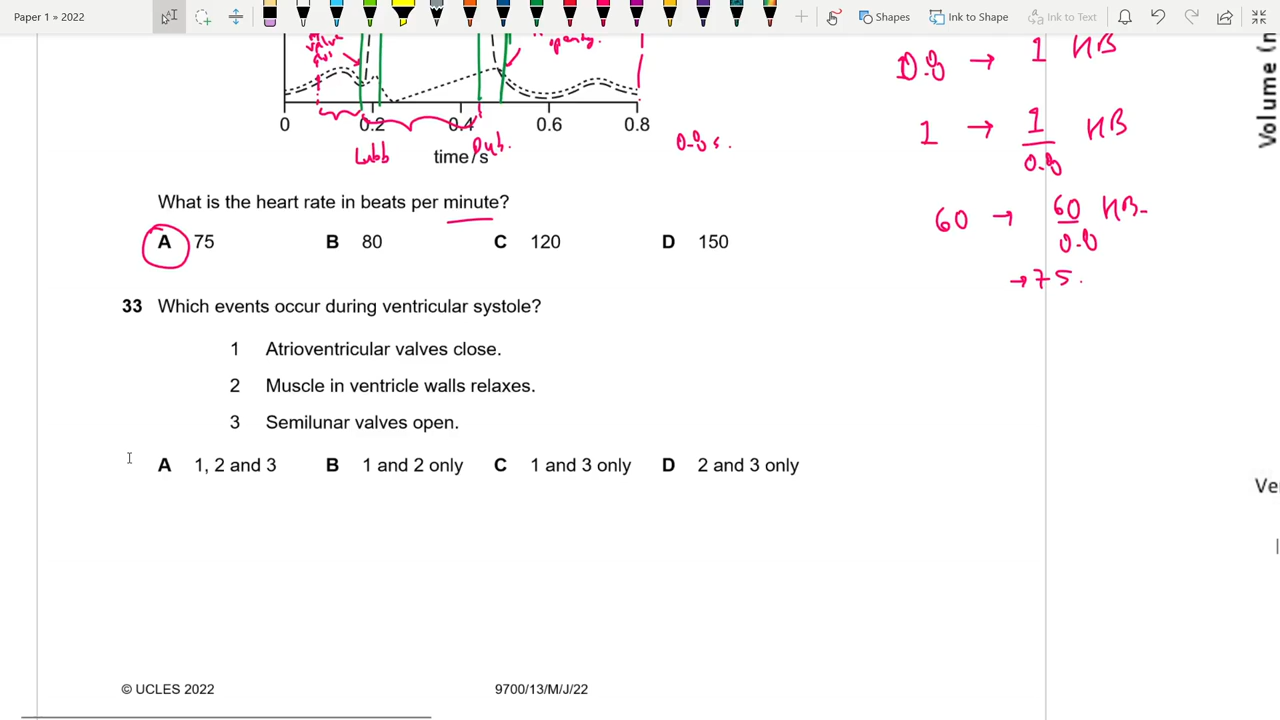 Paper 1 » 2022
Shapes
Ink to Shape
Ink to Text
valve
0 0.2 0.4 0.6 0.8
Lubb Dub. 0.8 s.
time / s
0.8 → 1 HB
1 → 1/0.8 HB
60 → 60/0.8 HB
→ 75.
What is the heart rate in beats per minute?
A 75 B 80 C 120 D 150
33 Which events occur during ventricular systole?
1 Atrioventricular valves close.
2 Muscle in ventricle walls relaxes.
3 Semilunar valves open.
A 1, 2 and 3 B 1 and 2 only C 1 and 3 only D 2 and 3 only
© UCLES 2022 9700/13/M/J/22
Volume (n
Ve